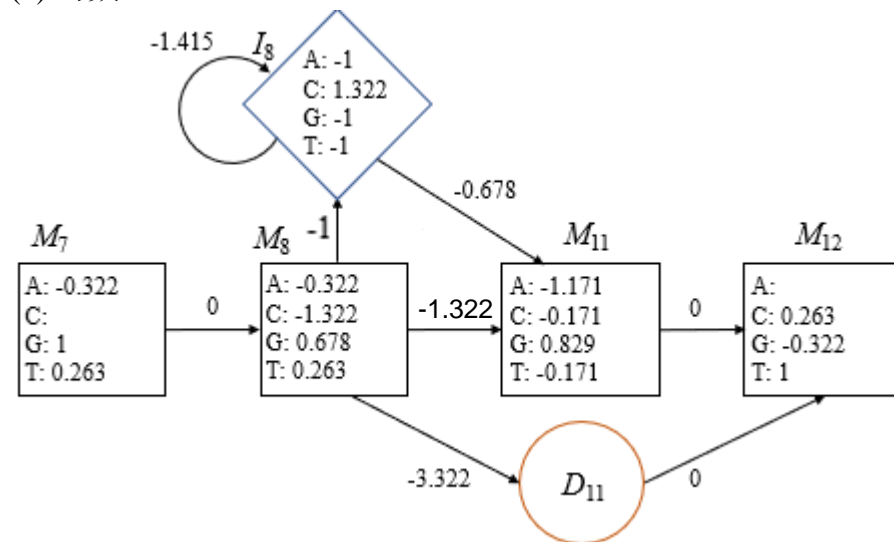 -1.415
I8
A: -1
C: 1.322
G: -1
T: -1
-0.678
M7
M8
-1
M11
M12
A: -0.322
C:
G: 1
T: 0.263
0
A: -0.322
C: -1.322
G: 0.678
T: 0.263
-1.322
A: -1.171
C: -0.171
G: 0.829
T: -0.171
0
A:
C: 0.263
G: -0.322
T: 1
-3.322
D11
0